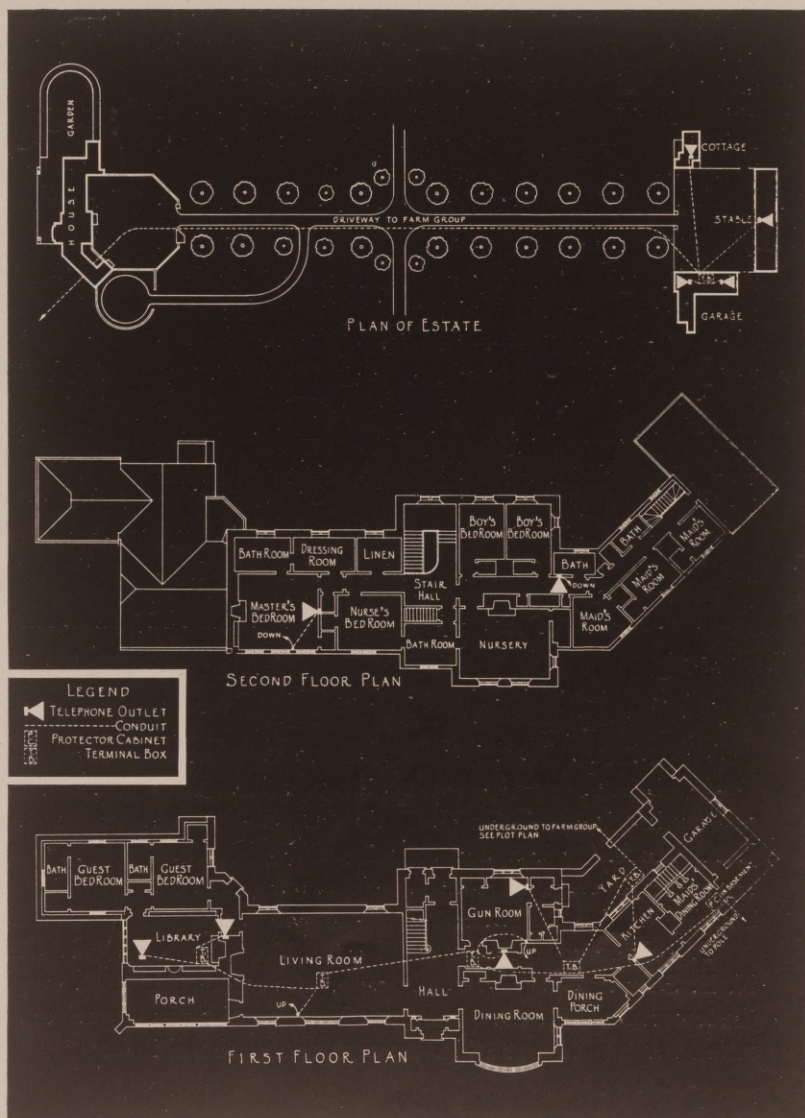 GARDEN
HOUSE
DRIVEWAY TO FARM GROUP
COTTAGE
STABLE
T.B.
GARAGE
PLAN OF ESTATE
BATH ROOM
DRESSING
ROOM
LINEN
STAIR
HALL
BOY'S
BEDROOM
BOY'S
BEDROOM
BATH
DOWN
BATH
MAID'S
ROOM
MAID'S
ROOM
MAID'S
ROOM
MASTER'S
BEDROOM
DOWN
NURSE'S
BEDROOM
BATH ROOM
NURSERY
SECOND FLOOR PLAN
LEGEND
TELEPHONE OUTLET
CONDUIT
PROTECTOR CABINET
TERMINAL BOX
UNDERGROUND TO FARM GROUP
SEE PLOT PLAN
BATH
GUEST
BEDROOM
BATH
GUEST
BEDROOM
LIBRARY
PORCH
LIVING ROOM
UP
HALL
GUN ROOM
UP
DINING ROOM
T.B.
DINING
PORCH
KITCHEN
MAIDS
DINING ROOM
YARD
T.B.
GARAGE
UNDERGROUND
TO POLE
FIRST FLOOR PLAN